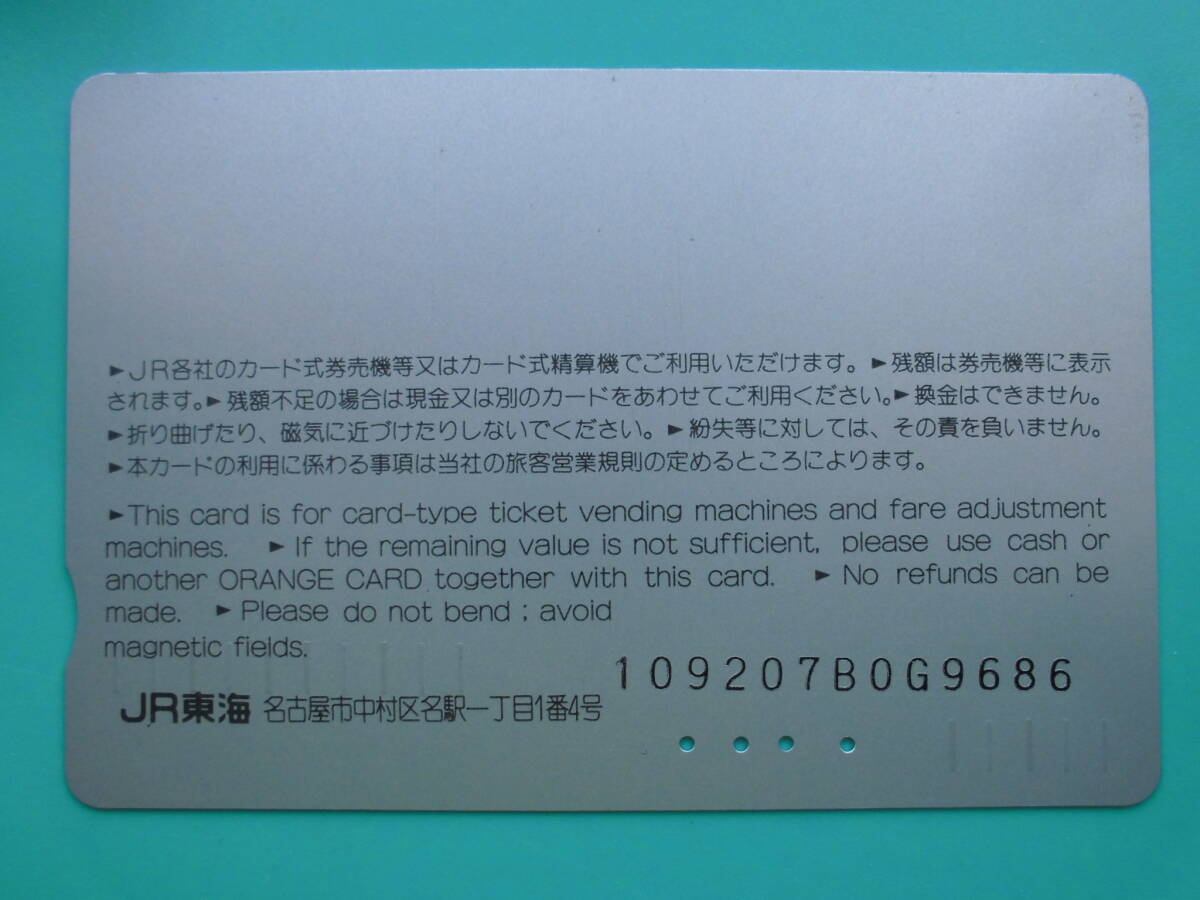 ►JR各社のカード式券売機等又はカード式精算機でご利用いただけます。►残額は券売機等に表示
されます。►残額不足の場合は現金又は別のカードをあわせてご利用ください。►換金はできません。
►折り曲げたり、磁気に近づけたりしないでください。►紛失等に対しては、その責を負いません。
►本カードの利用に係わる事項は当社の旅客営業規則の定めるところによります。
►This card is for card-type ticket vending machines and fare adjustment
machines. ►If the remaining value is not sufficient, please use cash or
another ORANGE CARD together with this card. ►No refunds can be
made. ►Please do not bend ; avoid
magnetic fields.
109207B0G9686
JR東海 名古屋市中村区名駅一丁目1番4号